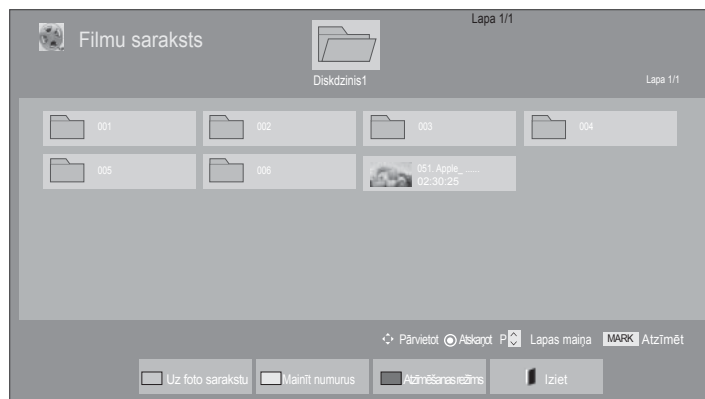 Lapa 1/1
Filmu saraksts
Diskdzinis1
Lapa 1/1
001 002 003 004
005 006 051. Apple_ ......
02:30:25
Pārvietot Atskaņot P Lapas maiņa MARK Atzīmēt
Uz foto sarakstu Mainīt numurus Atzīmēšanas režīms Iziet